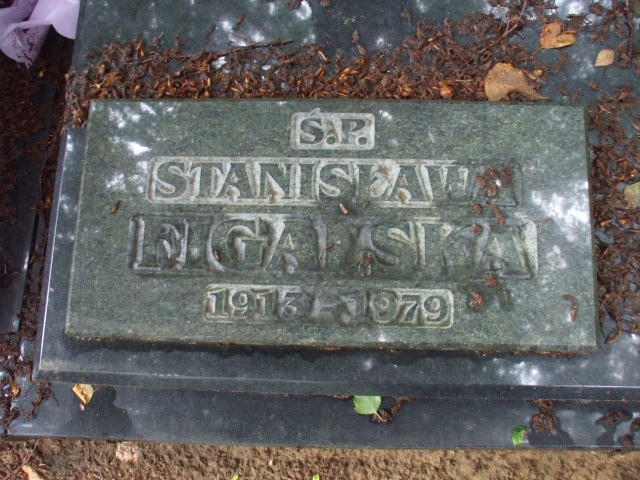 Ś.P.
STANISŁAWA
FIGALSKA
1913-1979